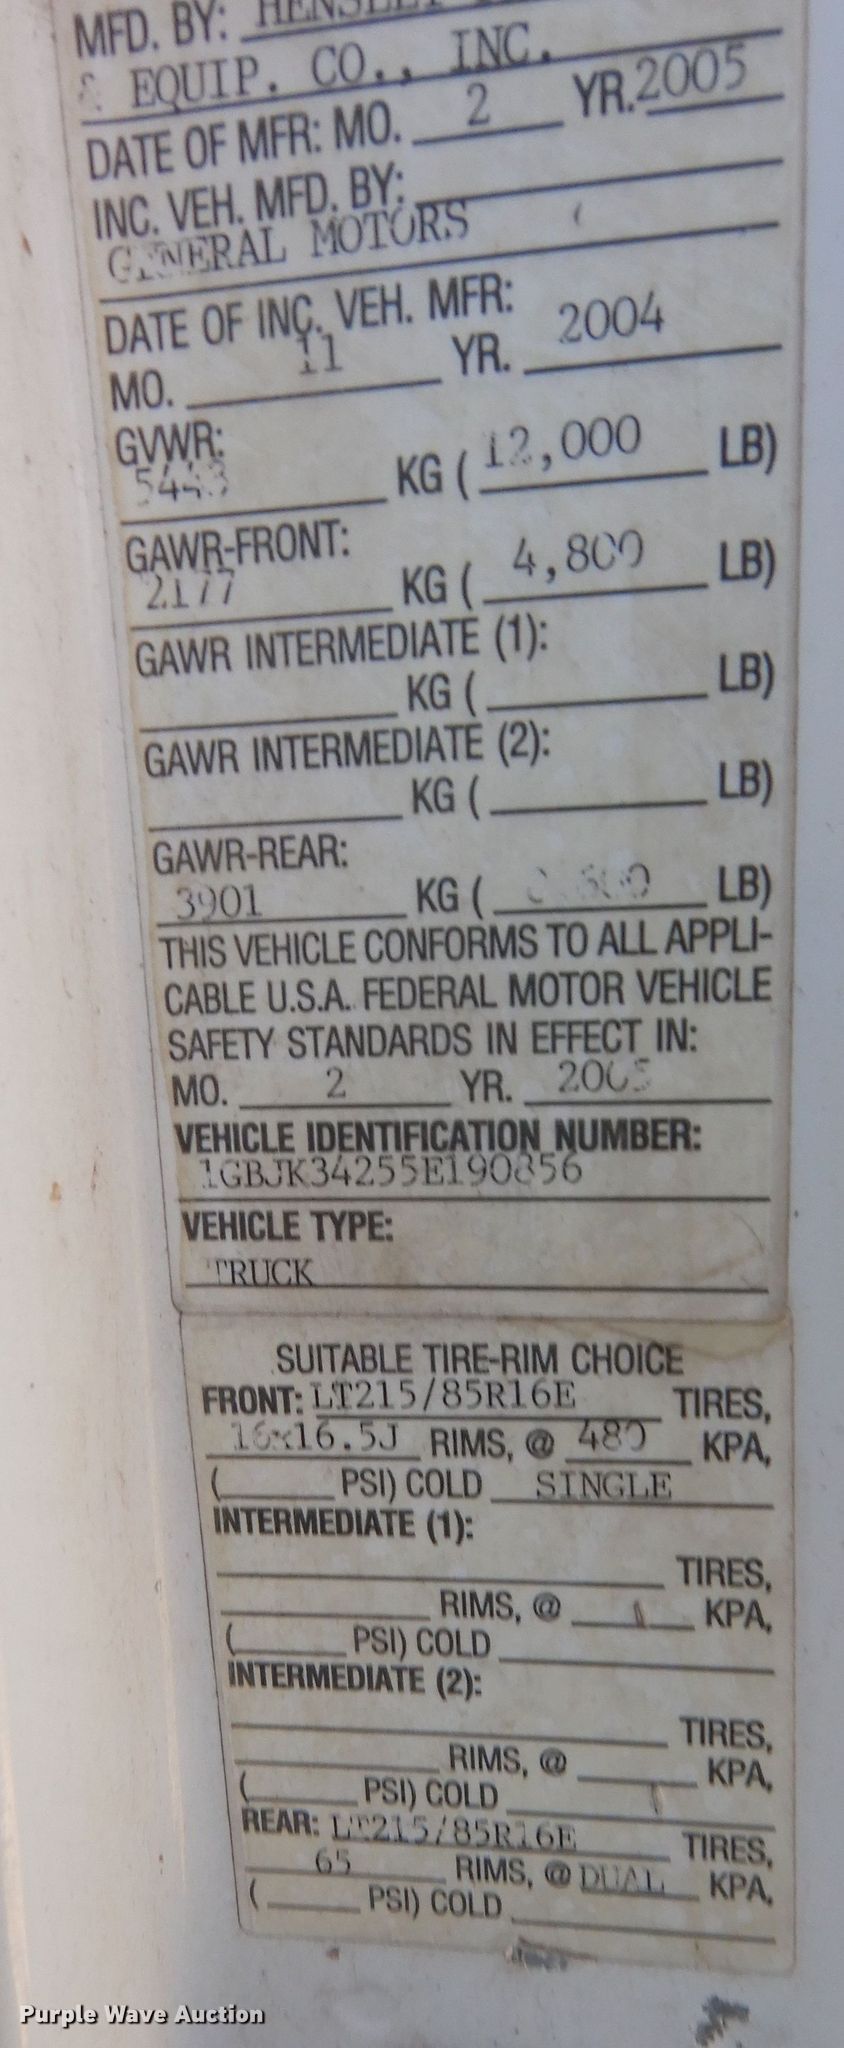 MFD. BY: HENSLEY
& EQUIP. CO., INC.
DATE OF MFR: MO. 2 YR. 2005
INC. VEH. MFD. BY:
GENERAL MOTORS
DATE OF INC. VEH. MFR:
MO. 11 YR. 2004
GVWR:
5443 KG ( 12,000 LB)
GAWR-FRONT:
2177 KG ( 4,800 LB)
GAWR INTERMEDIATE (1):
KG ( LB)
GAWR INTERMEDIATE (2):
KG ( LB)
GAWR-REAR:
3901 KG ( LB)
THIS VEHICLE CONFORMS TO ALL APPLI-
CABLE U.S.A. FEDERAL MOTOR VEHICLE
SAFETY STANDARDS IN EFFECT IN:
MO. 2 YR. 2005
VEHICLE IDENTIFICATION NUMBER:
1GBJK34255E190856
VEHICLE TYPE:
TRUCK
SUITABLE TIRE-RIM CHOICE
FRONT: LT215/85R16E TIRES,
16x16.5J RIMS, @ 480 KPA,
( PSI) COLD SINGLE
INTERMEDIATE (1):
TIRES,
RIMS, @ KPA,
( PSI) COLD
INTERMEDIATE (2):
TIRES,
RIMS, @ KPA,
( PSI) COLD
REAR: LT215/85R16E TIRES,
65 RIMS, @ DUAL KPA,
( PSI) COLD
Purple Wave Auction